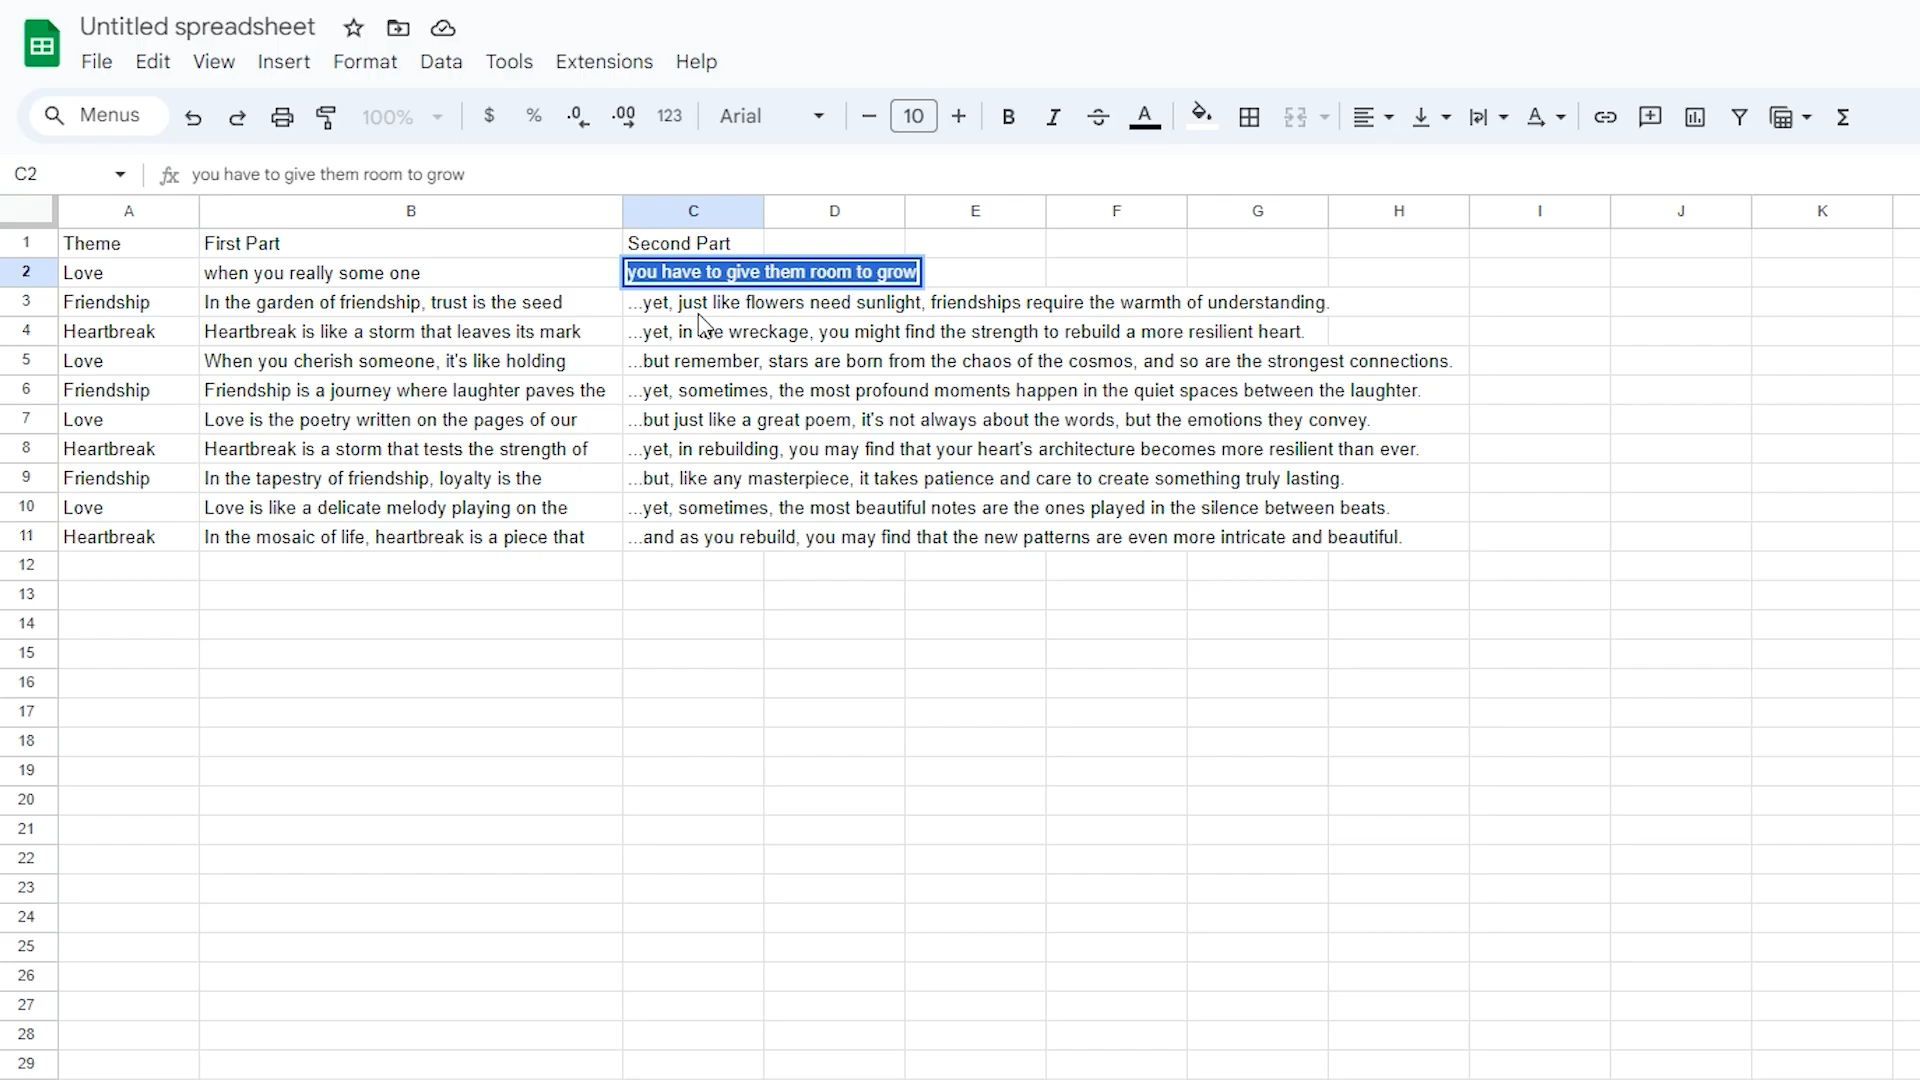 Untitled spreadsheet
File Edit View Insert Format Data Tools Extensions Help
Menus 100% $ % .0 .00 123 Arial 10 B I S A Σ
C2 fx you have to give them room to grow
A B C D E F G H I J K
1 Theme First Part Second Part
2 Love when you really some one you have to give them room to grow
3 Friendship In the garden of friendship, trust is the seed ...yet, just like flowers need sunlight, friendships require the warmth of understanding.
4 Heartbreak Heartbreak is like a storm that leaves its mark ...yet, in wreckage, you might find the strength to rebuild a more resilient heart.
5 Love When you cherish someone, it's like holding ...but remember, stars are born from the chaos of the cosmos, and so are the strongest connections.
6 Friendship Friendship is a journey where laughter paves the ...yet, sometimes, the most profound moments happen in the quiet spaces between the laughter.
7 Love Love is the poetry written on the pages of our ...but just like a great poem, it's not always about the words, but the emotions they convey.
8 Heartbreak Heartbreak is a storm that tests the strength of ...yet, in rebuilding, you may find that your heart's architecture becomes more resilient than ever.
9 Friendship In the tapestry of friendship, loyalty is the ...but, like any masterpiece, it takes patience and care to create something truly lasting.
10 Love Love is like a delicate melody playing on the ...yet, sometimes, the most beautiful notes are the ones played in the silence between beats.
11 Heartbreak In the mosaic of life, heartbreak is a piece that ...and as you rebuild, you may find that the new patterns are even more intricate and beautiful.
12
13
14
15
16
17
18
19
20
21
22
23
24
25
26
27
28
29